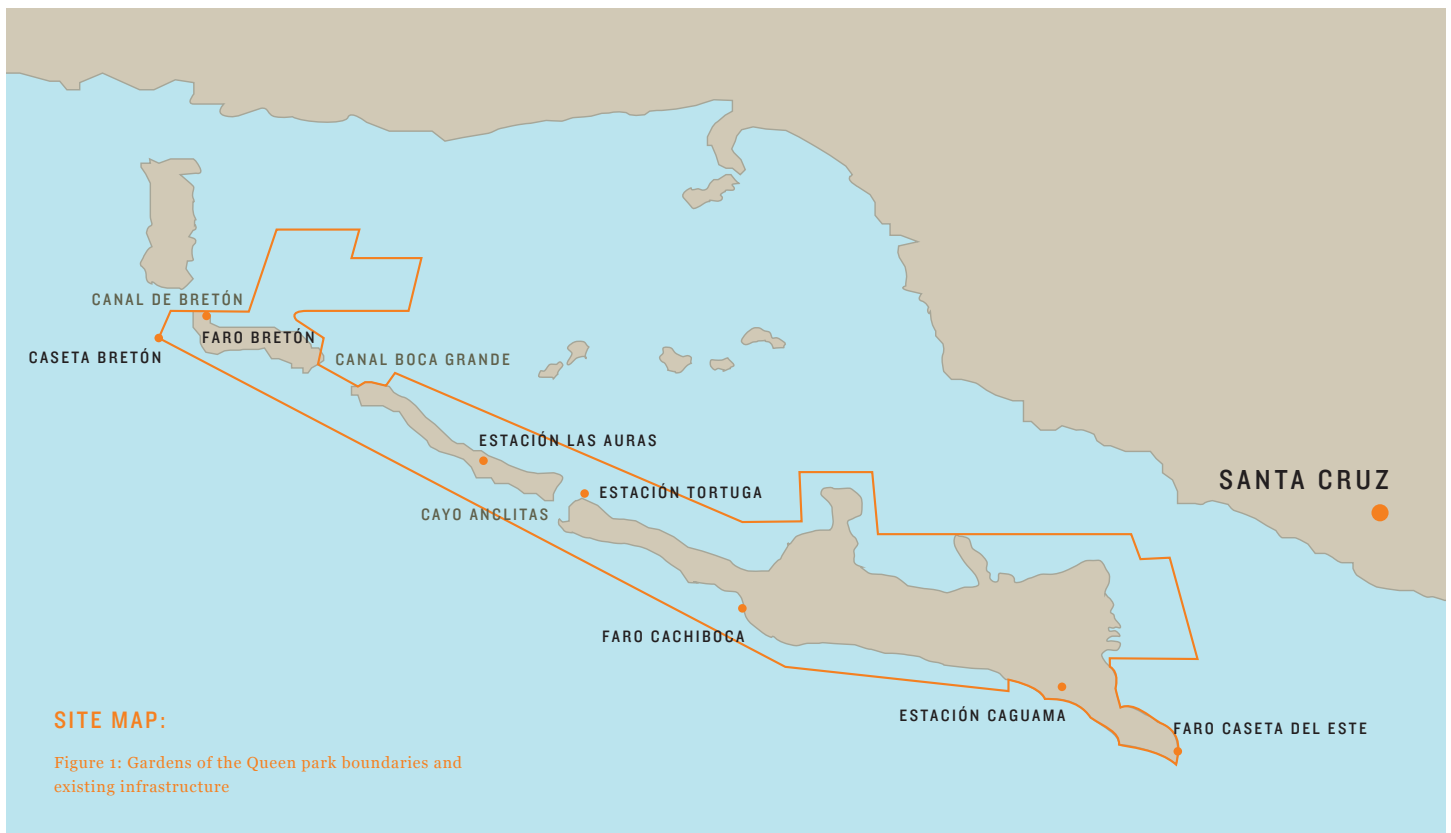 CANAL DE BRETÓN
FARO BRETÓN
CASETA BRETÓN
CANAL BOCA GRANDE
ESTACIÓN LAS AURAS
SANTA CRUZ
ESTACIÓN TORTUGA
CAYO ANCLITAS
FARO CACHIBOCA
ESTACIÓN CAGUAMA
FARO CASETA DEL ESTE
SITE MAP:
Figure 1: Gardens of the Queen park boundaries and
existing infrastructure